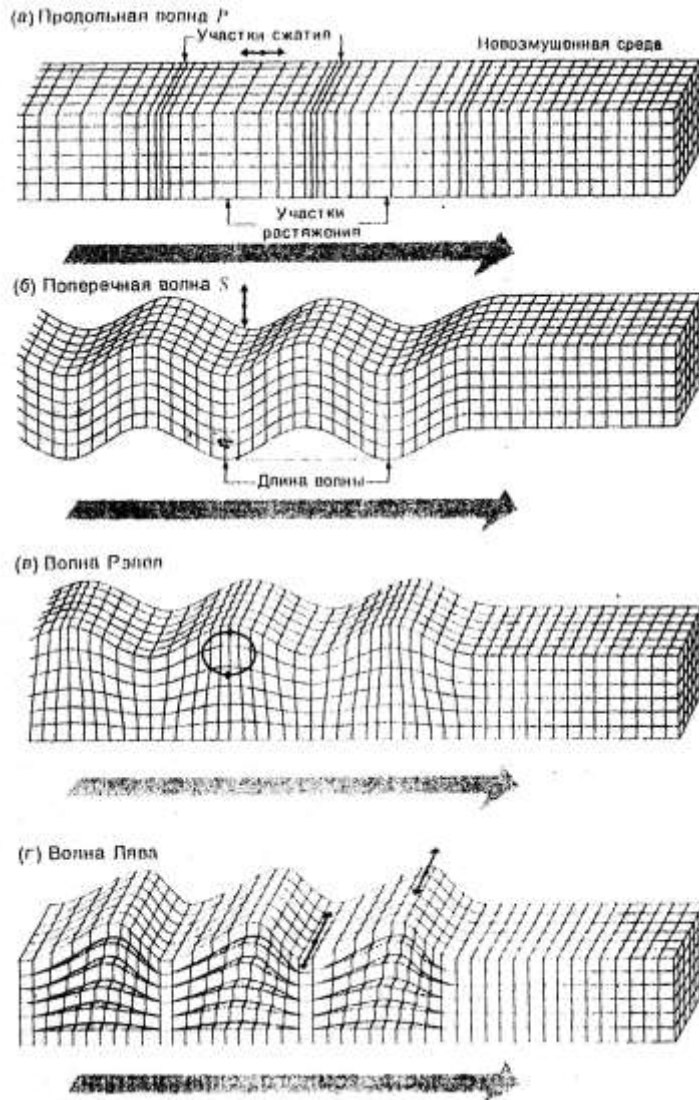 (а) Продольная волна P
Участки сжатия
Невозмущенная среда
Участки
растяжения
(б) Поперечная волна S
Длина волны
(в) Волна Рэлея
(г) Волна Лява